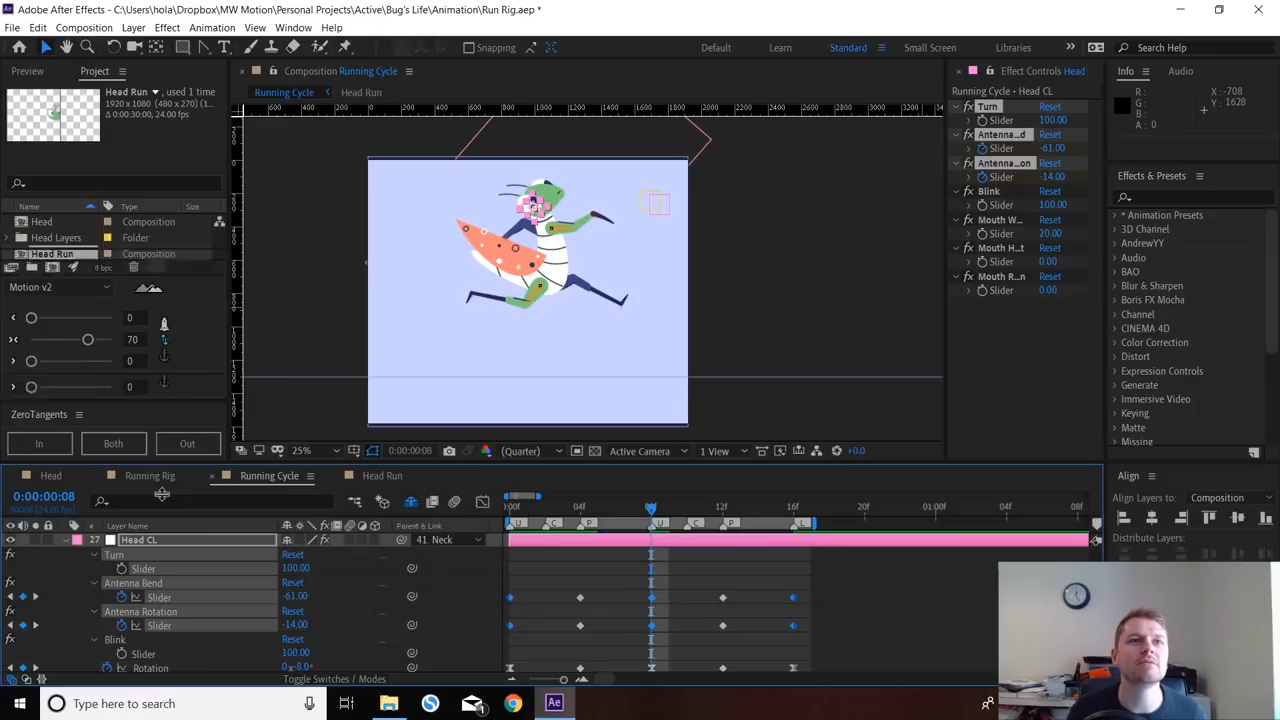 Adobe After Effects - C:\Users\hola\Dropbox\MW Motion\Personal Projects\Active\Bug's Life\Animation\Run Rig.aep *
File Edit Composition Layer Effect Animation View Window Help
Snapping Default Learn Standard Small Screen Libraries Search Help
Preview Project
Composition Running Cycle
Effect Controls Head
Info Audio
Head Run , used 1 time
1920 x 1080 (480 x 270) (1...
Δ 0:00:30:00, 24.00 fps
Running Cycle Head Run
Running Cycle • Head CL
Turn Reset
Slider 100.00
Antenna...d Reset
Slider -61.00
Antenna...on Reset
Slider -14.00
Blink Reset
Slider 100.00
Mouth W... Reset
Slider 20.00
Mouth H...t Reset
Slider 0.00
Mouth R...n Reset
Slider 0.00
R:
G:
B:
A: 0
X: -708
Y: 1628
Effects & Presets
* Animation Presets
3D Channel
AndrewYY
Audio
BAO
Blur & Sharpen
Boris FX Mocha
Channel
CINEMA 4D
Color Correction
Distort
Expression Controls
Generate
Immersive Video
Keying
Matte
Missing
Name Type
Head Composition
Head Layers Folder
Head Run Composition
8 bpc
Motion v2
0
70
0
0
ZeroTangents
In Both Out
25% 0:00:00:08 (Quarter) Active Camera 1 View +0.0
Head Running Rig Running Cycle Head Run
0:00:00:08
Layer Name Parent & Link
:00f 04f 12f 16f 20f 01:00f 04f 08f
U C P U C P L
27 Head CL 41. Neck
Turn Reset
Slider 100.00
Antenna Bend Reset
Slider -61.00
Antenna Rotation Reset
Slider -14.00
Blink Reset
Slider 100.00
Rotation 0 x-8.0°
Toggle Switches / Modes
Align
Align Layers to: Composition
Distribute Layers:
Type here to search
Ae